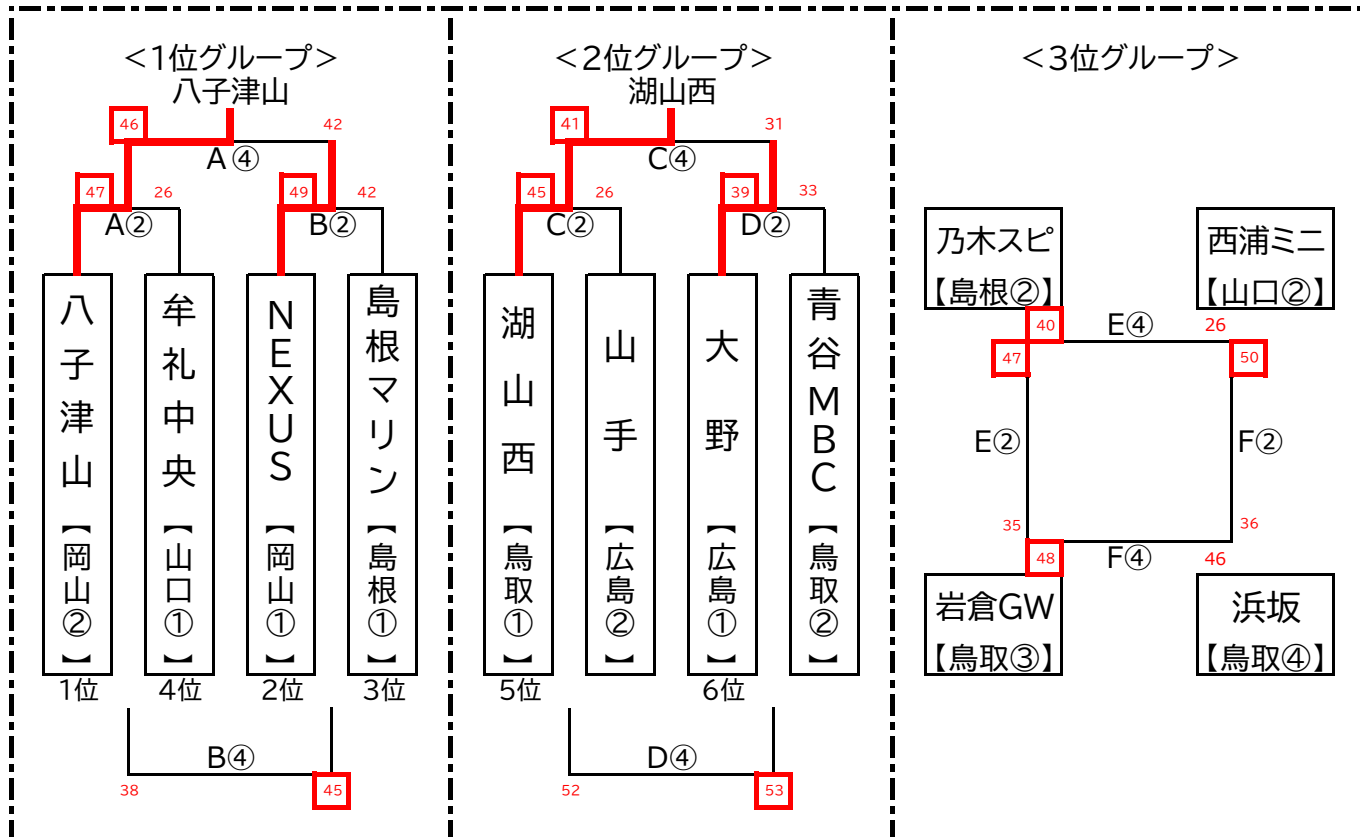 <1位グループ>
八子津山
46
42
A④
47
26
49
42
A②
B②
八子津山【岡山②】
牟礼中央【山口①】
NEXUS【岡山①】
島根マリン【島根①】
1位
4位
2位
3位
B④
38
45
<2位グループ>
湖山西
41
31
C④
45
26
39
33
C②
D②
湖山西【鳥取①】
山手【広島②】
大野【広島①】
青谷MBC【鳥取②】
5位
6位
D④
52
53
<3位グループ>
乃木スピ
【島根②】
西浦ミニ
【山口②】
40
E④
26
47
50
E②
F②
35
36
48
F④
46
岩倉GW
【鳥取③】
浜坂
【鳥取④】